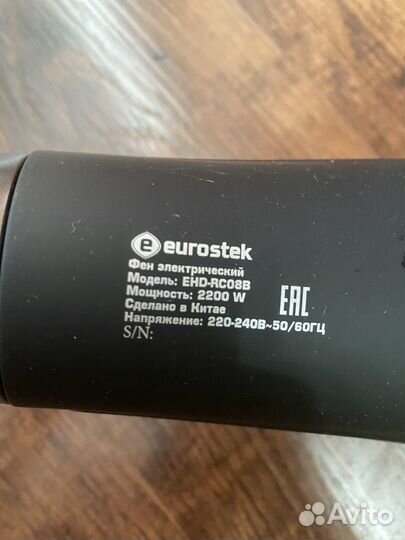 e eurostek
Фен электрический
Модель: EHD-RC08B
Мощность: 2200 W
Сделано в Китае
Напряжение: 220-240В~50/60ГЦ
S/N:
EAC
Avito